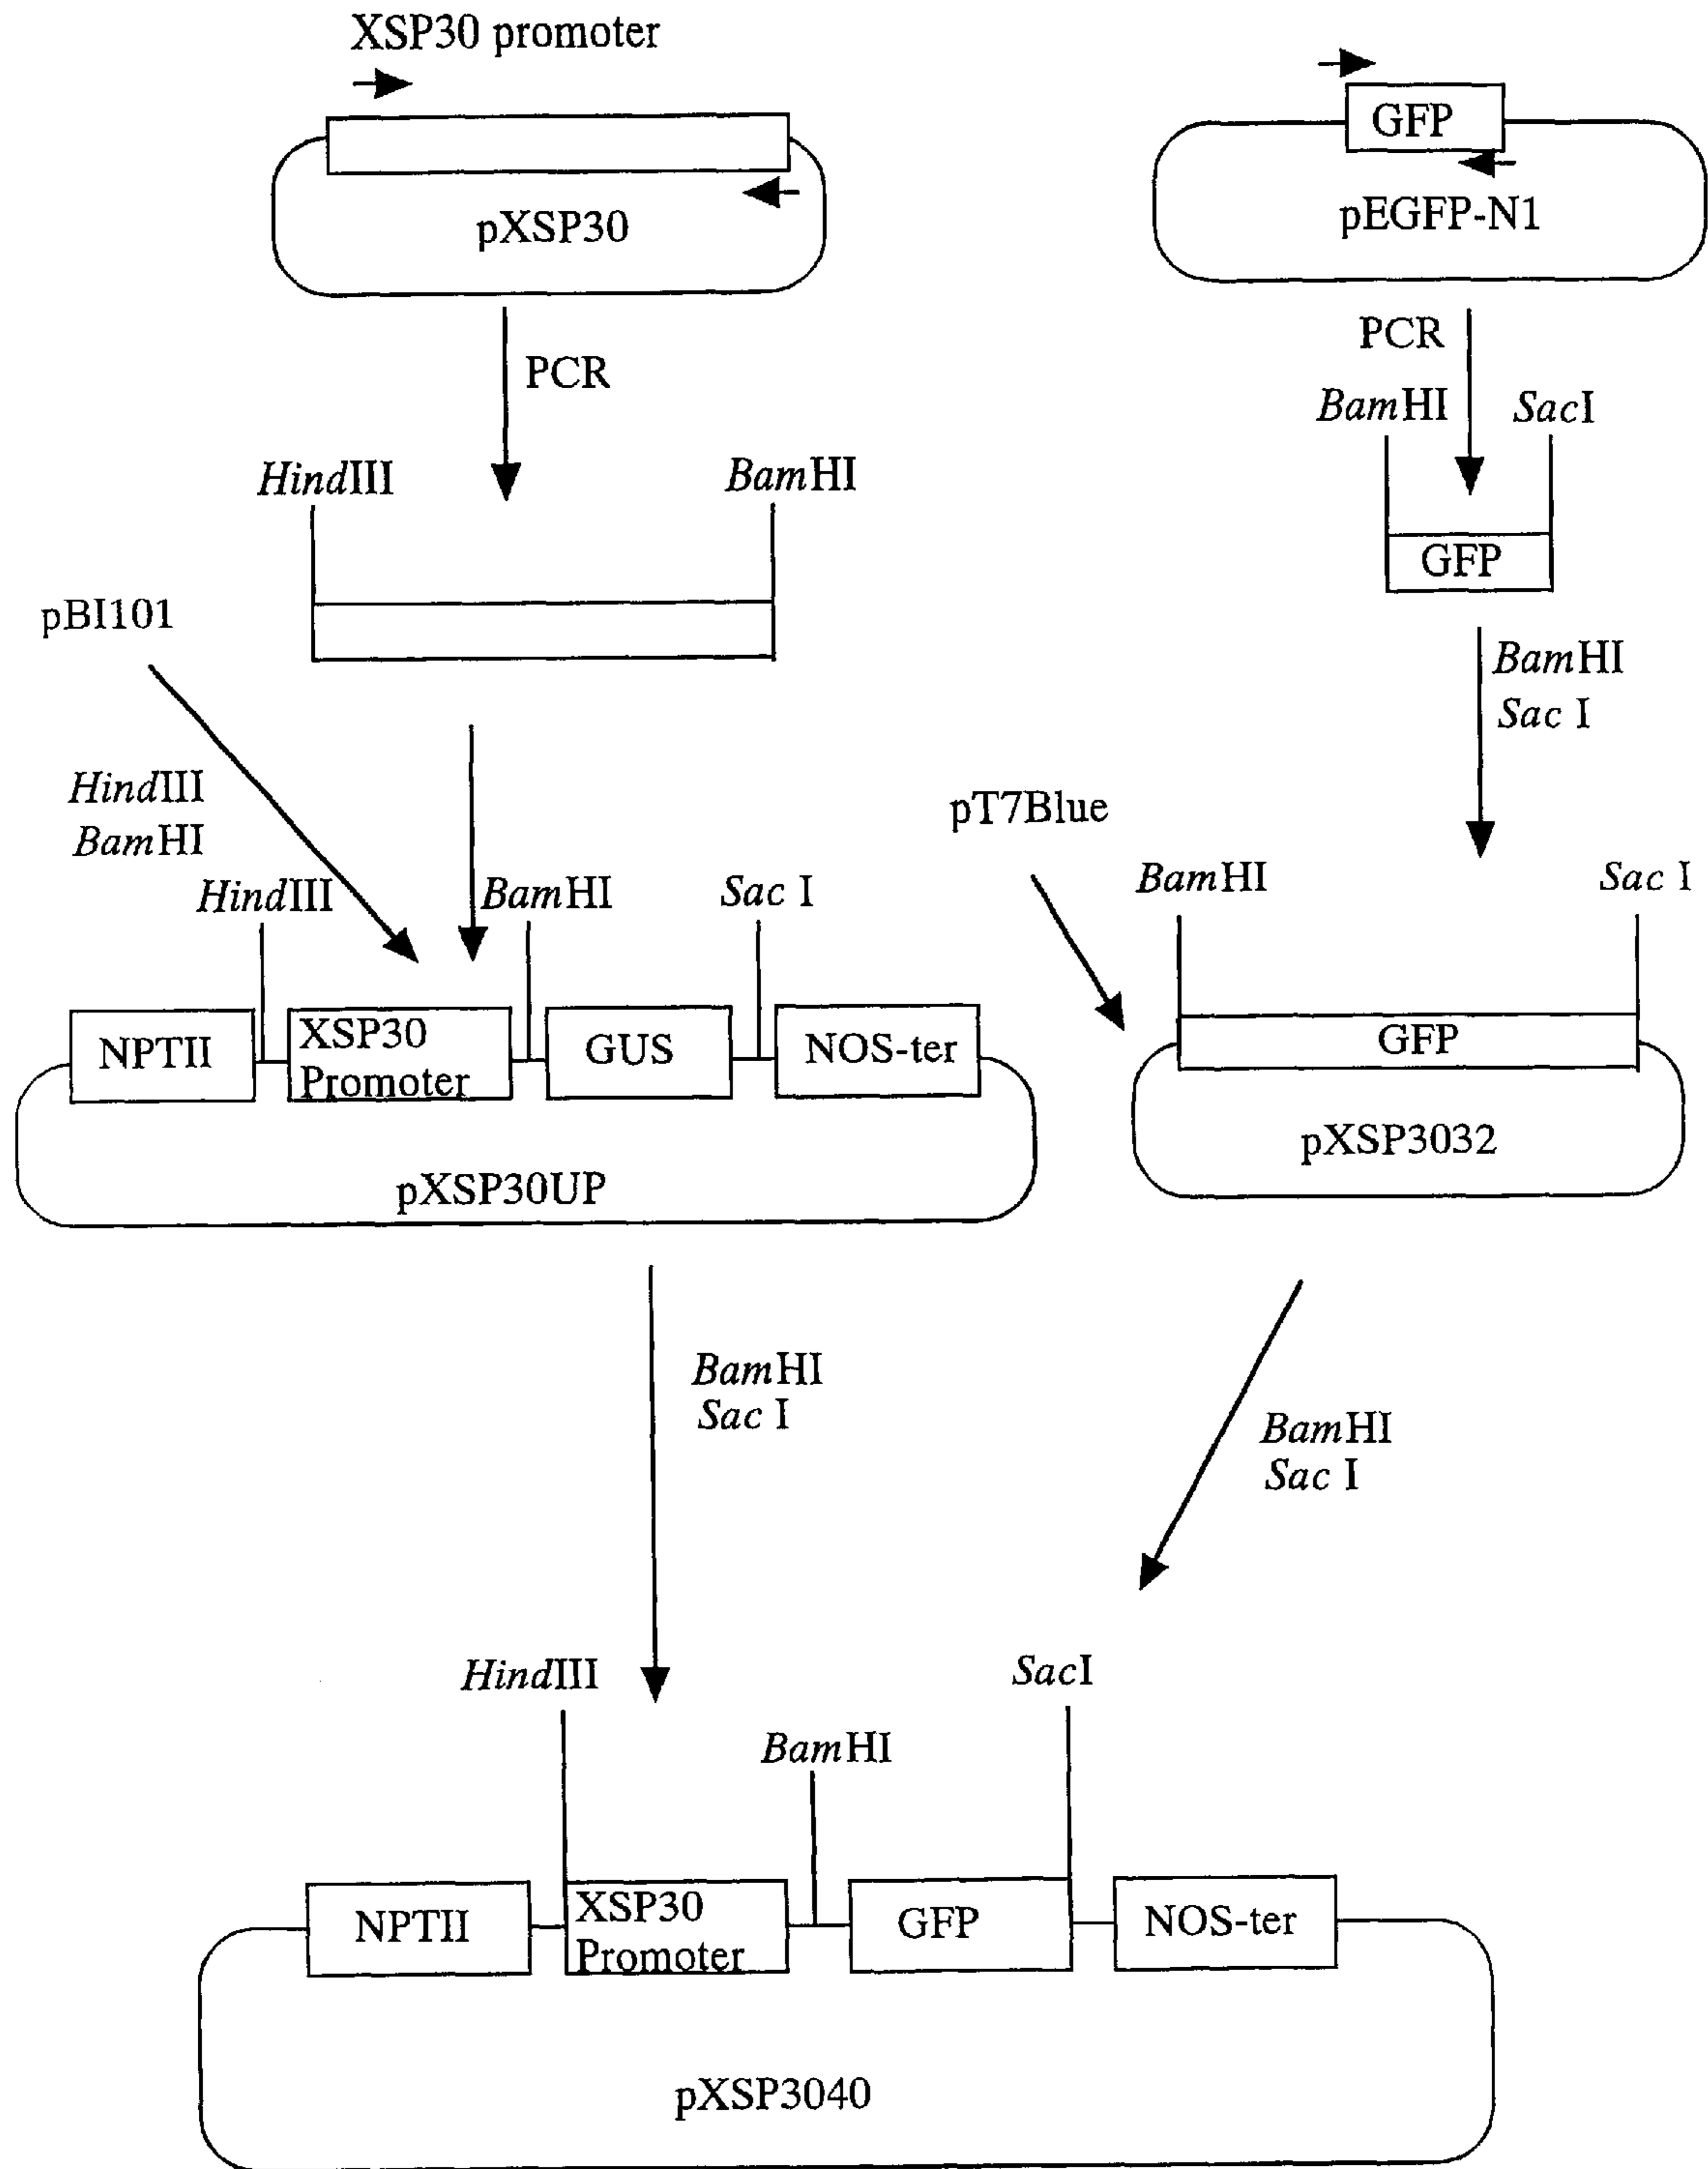 XSP30 promoter
GFP
pXSP30
pEGFP-N1
PCR
PCR
BamHI
SacI
HindIII
BamHI
GFP
pBI101
BamHI
Sac I
HindIII
BamHI
pT7Blue
HindIII
BamHI
Sac I
BamHI
Sac I
NPTII
XSP30
Promoter
GUS
NOS-ter
GFP
pXSP30UP
pXSP3032
BamHI
Sac I
BamHI
Sac I
HindIII
SacI
BamHI
NPTII
XSP30
Promoter
GFP
NOS-ter
pXSP3040